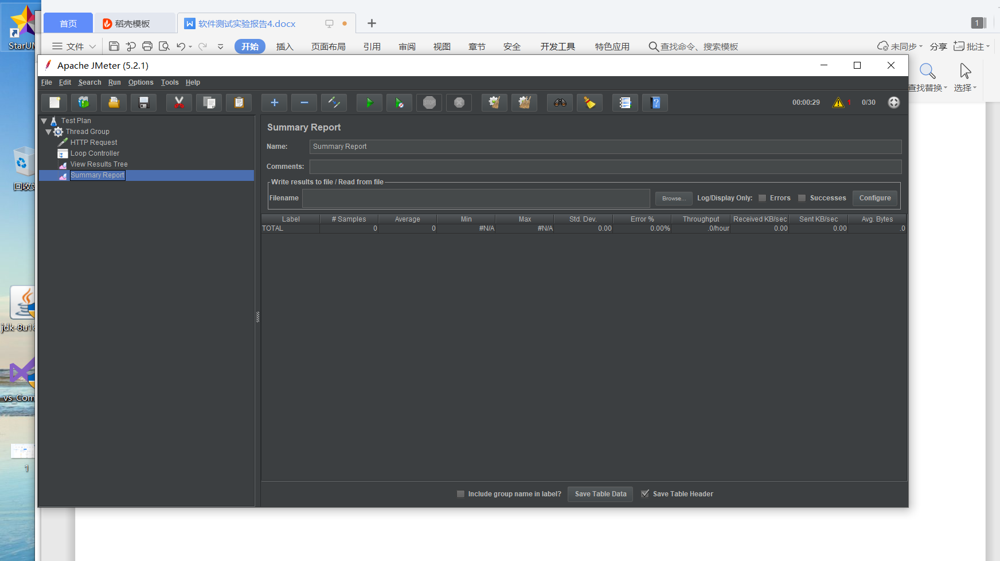 首页
稻壳模板
软件测试实验报告4.docx
1
文件
开始
插入
页面布局
引用
审阅
视图
章节
安全
开发工具
特色应用
查找命令、搜索模板
未同步
分享
批注
查找替换
选择
StarUM
回收站
jdk-8u18
vs_Com
1
Apache JMeter (5.2.1)
File Edit Search Run Options Tools Help
STOP
00:00:29
1
0/30
Test Plan
Thread Group
HTTP Request
Loop Controller
View Results Tree
Summary Report
Summary Report
Name: Summary Report
Comments:
Write results to file / Read from file
Filename Browse... Log/Display Only: Errors Successes Configure
Label # Samples Average Min Max Std. Dev. Error % Throughput Received KB/sec Sent KB/sec Avg. Bytes
TOTAL 0 0 #N/A #N/A 0.00 0.00% .0/hour 0.00 0.00 .0
Include group name in label? Save Table Data Save Table Header